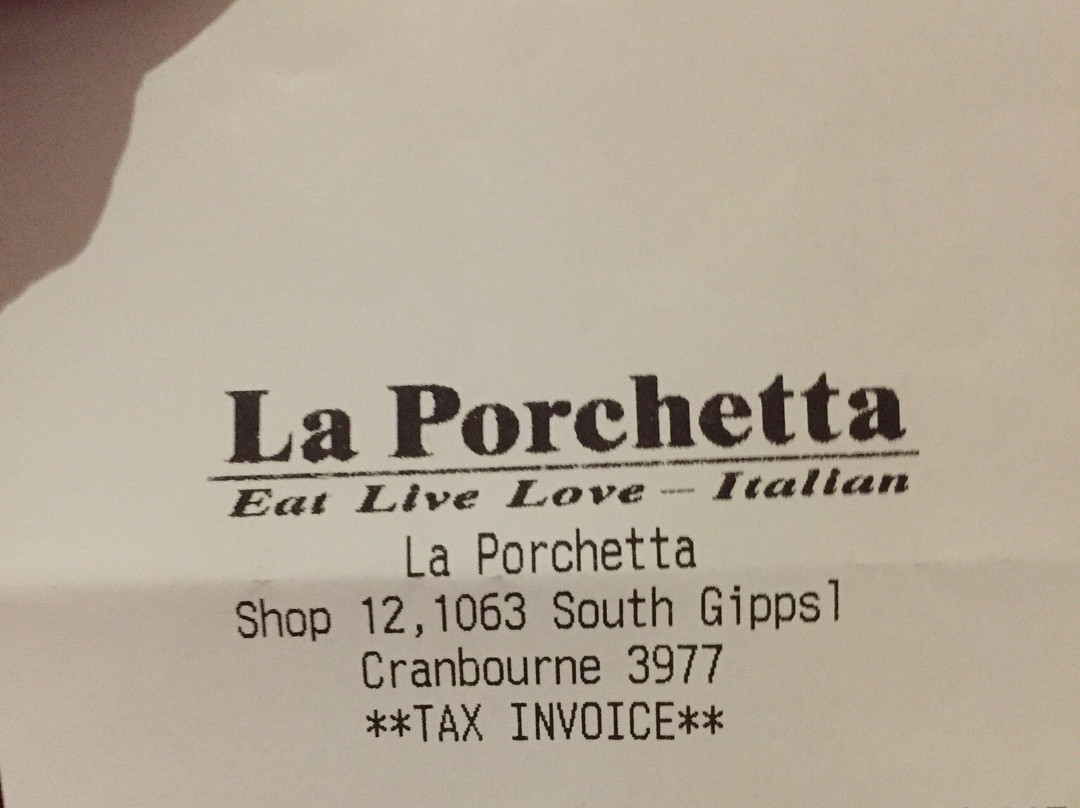 La Porchetta
Eat Live Love - Italian
La Porchetta
Shop 12,1063 South Gippsl
Cranbourne 3977
**TAX INVOICE**